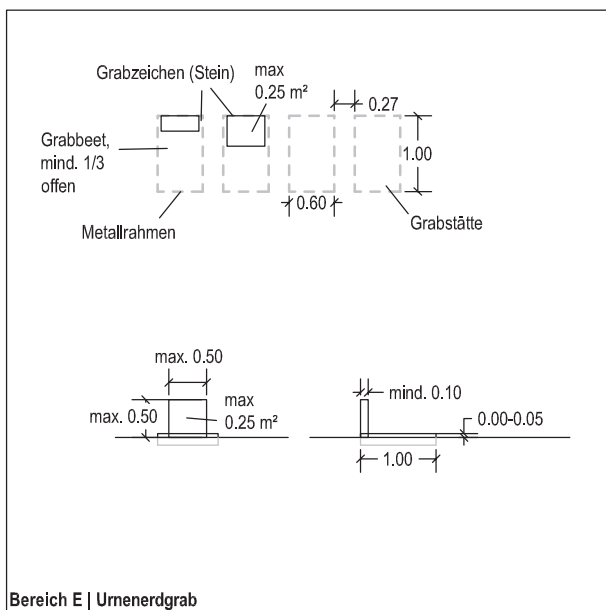 Grabzeichen (Stein)
max
0.25 m²
0.27
Grabbeet,
mind. 1/3
offen
1.00
Metallrahmen
0.60
Grabstätte
max. 0.50
max. 0.50
max
0.25 m²
mind. 0.10
0.00-0.05
1.00
Bereich E | Urnenerdgrab